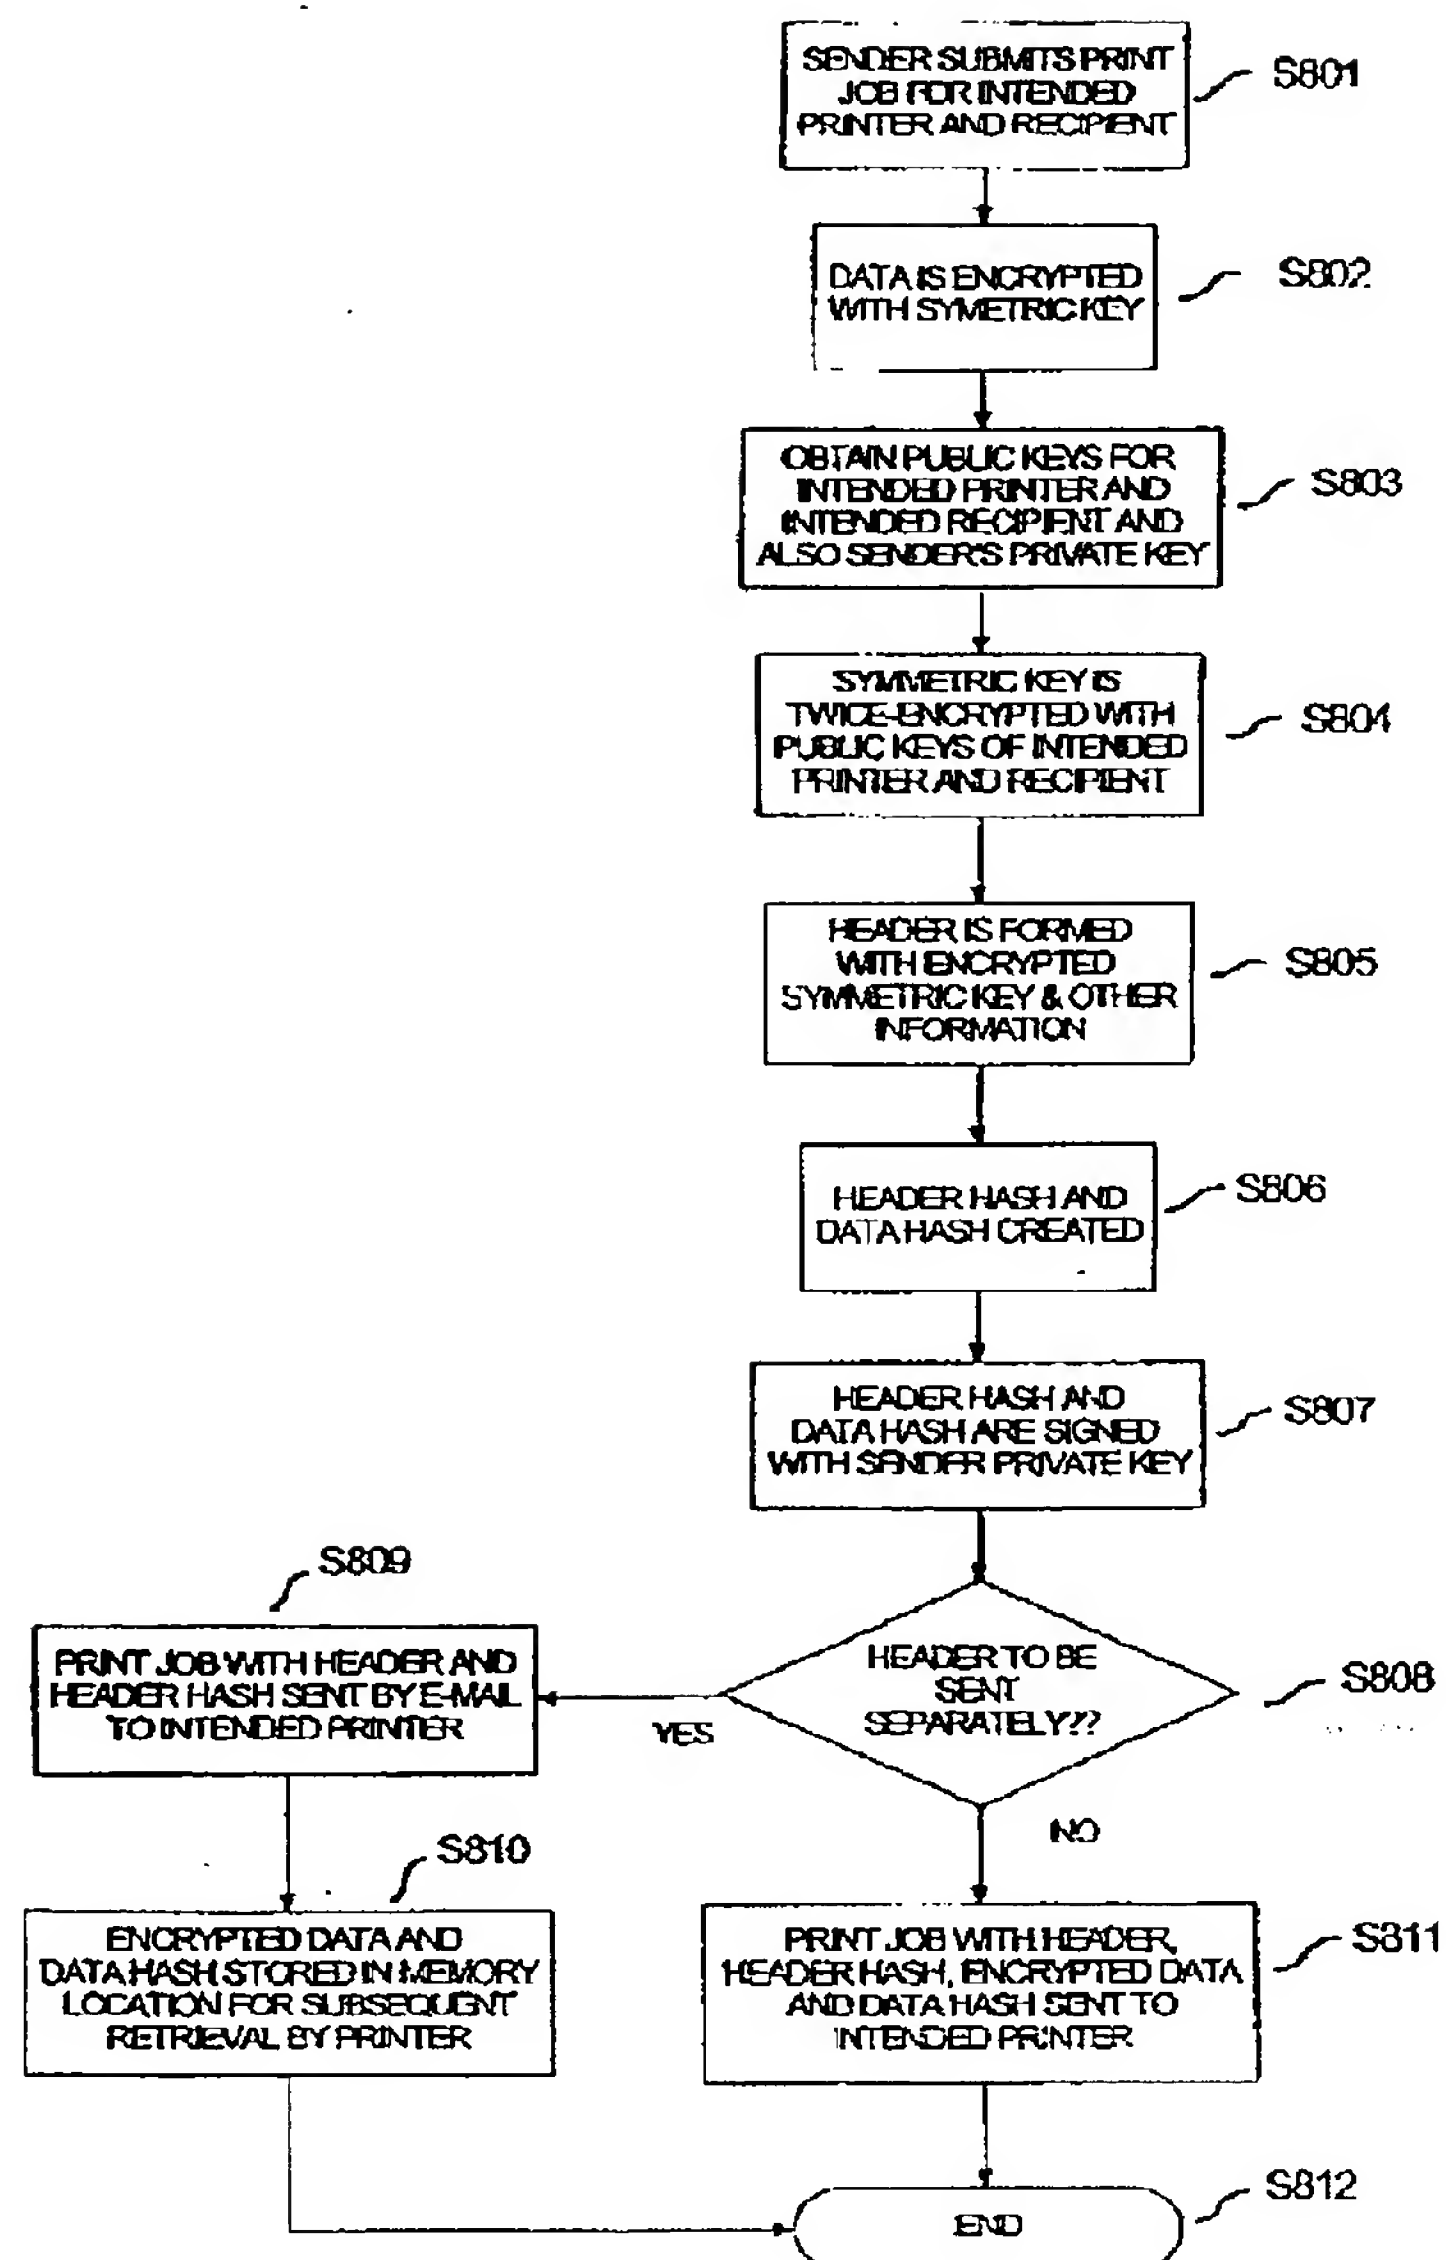 SENDER SUBMITS PRINT
JOB FOR INTENDED
PRINTER AND RECIPIENT
S801
DATA IS ENCRYPTED
WITH SYMETRIC KEY
S802
OBTAIN PUBLIC KEYS FOR
INTENDED PRINTER AND
INTENDED RECIPIENT AND
ALSO SENDER'S PRIVATE KEY
S803
SYMMETRIC KEY IS
TWICE-ENCRYPTED WITH
PUBLIC KEYS OF INTENDED
PRINTER AND RECIPIENT
S804
HEADER IS FORMED
WITH ENCRYPTED
SYMMETRIC KEY & OTHER
INFORMATION
S805
HEADER HASH AND
DATA HASH CREATED
S806
HEADER HASH AND
DATA HASH ARE SIGNED
WITH SENDER PRIVATE KEY
S807
HEADER TO BE
SENT
SEPARATELY??
S808
YES
NO
S809
PRINT JOB WITH HEADER AND
HEADER HASH SENT BY E-MAIL
TO INTENDED PRINTER
S810
ENCRYPTED DATA AND
DATA HASH STORED IN MEMORY
LOCATION FOR SUBSEQUENT
RETRIEVAL BY PRINTER
PRINT JOB WITH HEADER,
HEADER HASH, ENCRYPTED DATA
AND DATA HASH SENT TO
INTENDED PRINTER
S811
END
S812